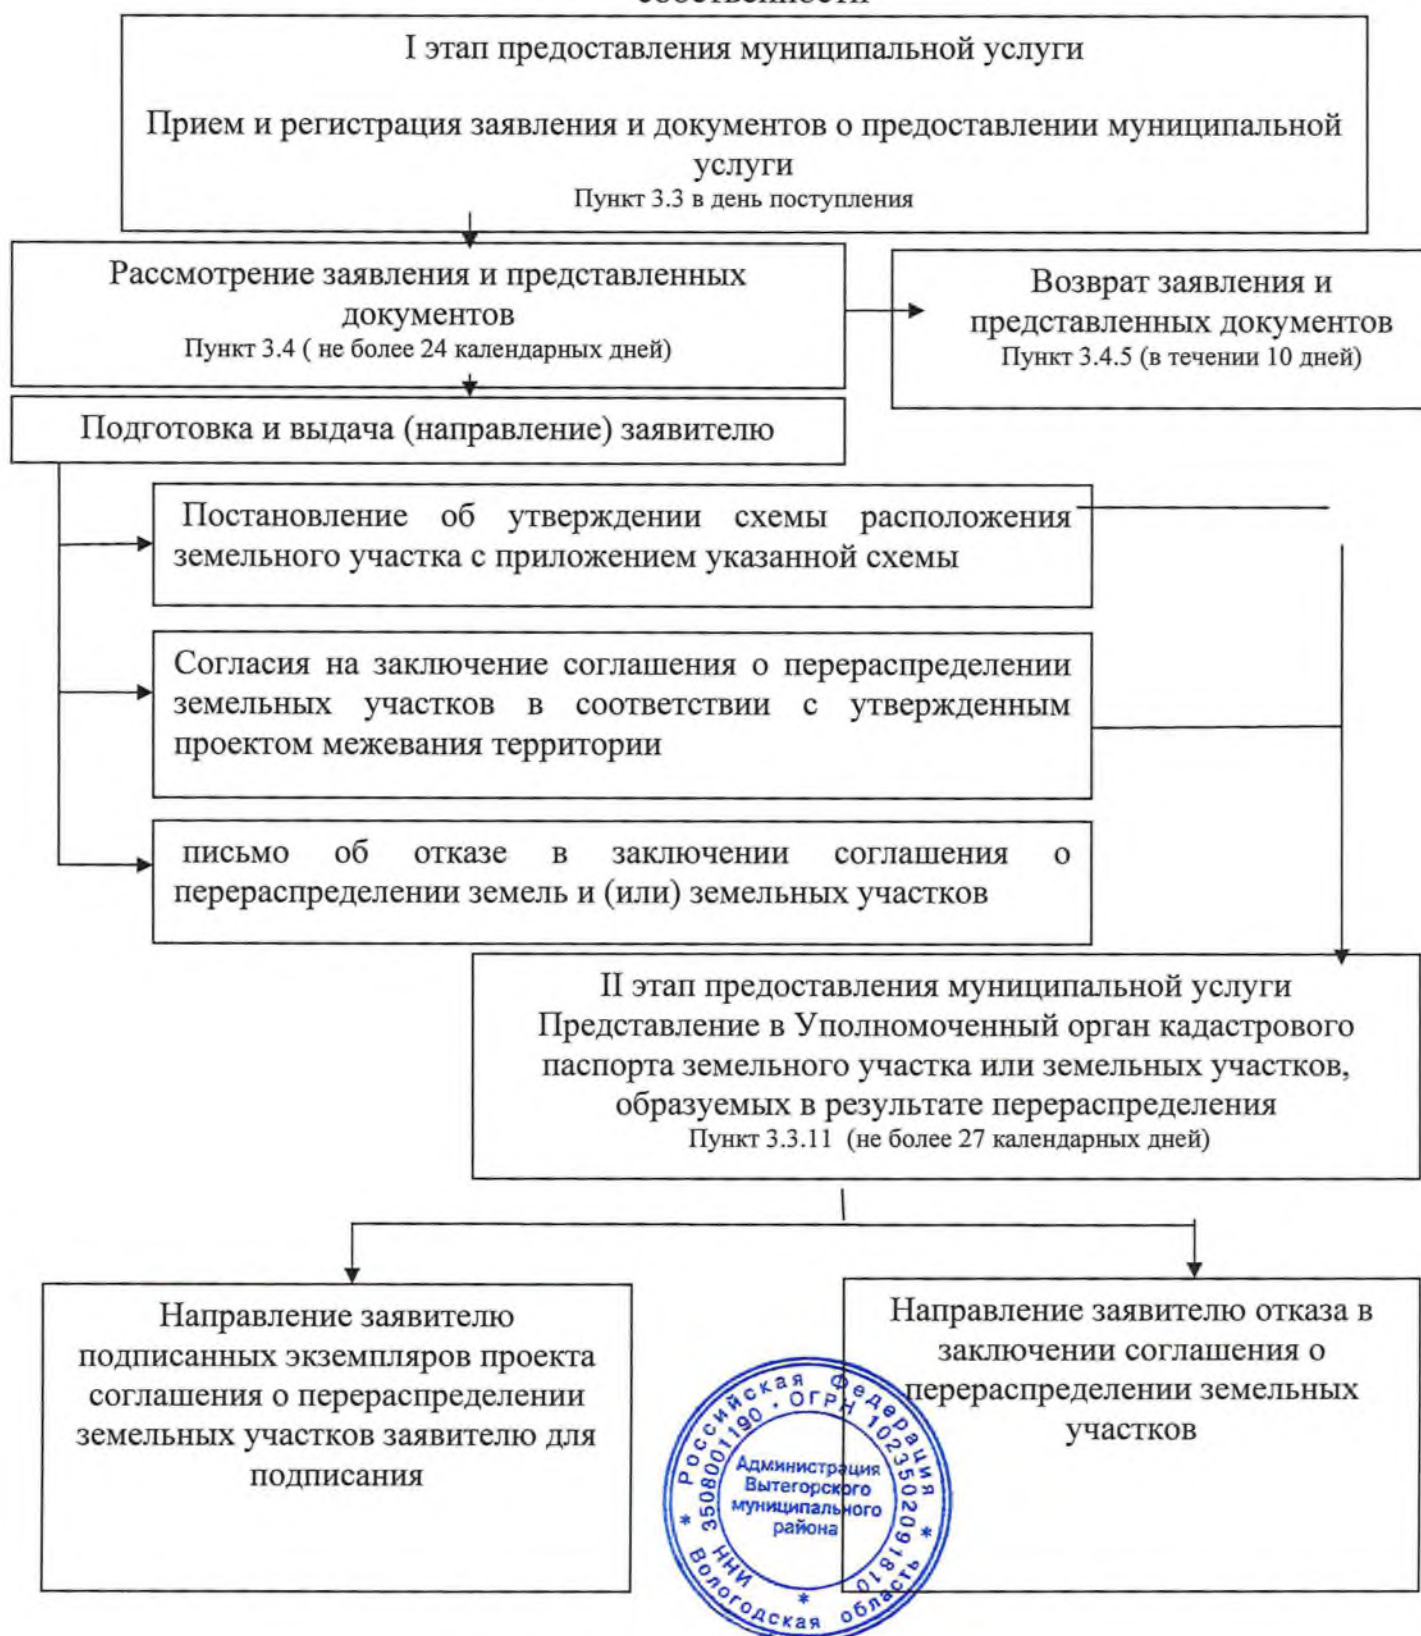 собственности
I этап предоставления муниципальной услуги
Прием и регистрация заявления и документов о предоставлении муниципальной
услуги
Пункт 3.3 в день поступления
Рассмотрение заявления и представленных
документов
Пункт 3.4 ( не более 24 календарных дней)
Возврат заявления и
представленных документов
Пункт 3.4.5 (в течении 10 дней)
Подготовка и выдача (направление) заявителю
Постановление об утверждении схемы расположения
земельного участка с приложением указанной схемы
Согласия на заключение соглашения о перераспределении
земельных участков в соответствии с утвержденным
проектом межевания территории
письмо об отказе в заключении соглашения о
перераспределении земель и (или) земельных участков
II этап предоставления муниципальной услуги
Представление в Уполномоченный орган кадастрового
паспорта земельного участка или земельных участков,
образуемых в результате перераспределения
Пункт 3.3.11 (не более 27 календарных дней)
Направление заявителю
подписанных экземпляров проекта
соглашения о перераспределении
земельных участков заявителю для
подписания
Направление заявителю отказа в
заключении соглашения о
перераспределении земельных
участков
* Российская Федерация *
Вологодская область
ИНН 3508001190 • ОГРН 1023502091810 *
Администрация
Вытегорского
муниципального
района